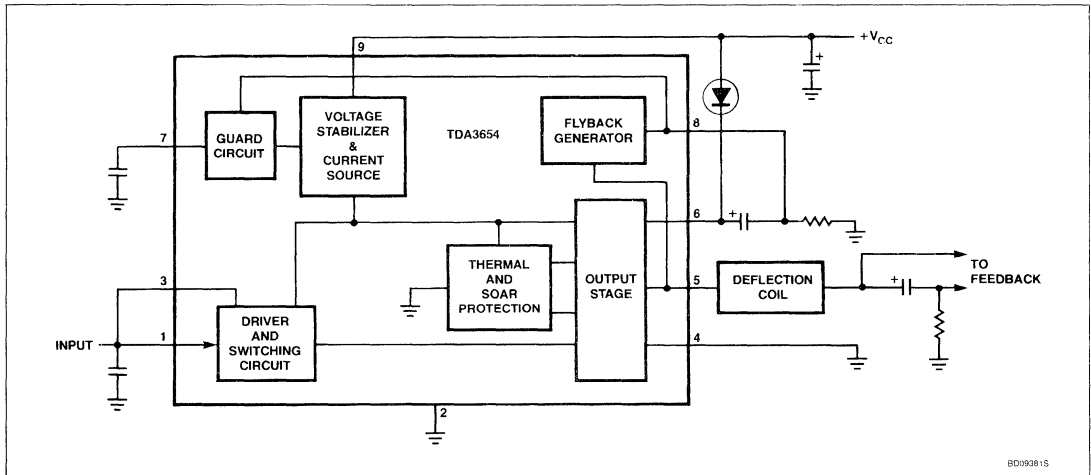 9
+VCC
7
GUARD
CIRCUIT
VOLTAGE
STABILIZER
&
CURRENT
SOURCE
TDA3654
FLYBACK
GENERATOR
8
6
+
+
THERMAL
AND
SOAR
PROTECTION
OUTPUT
STAGE
5
DEFLECTION
COIL
+
TO
FEEDBACK
3
INPUT
1
DRIVER
AND
SWITCHING
CIRCUIT
4
2
BD09381S